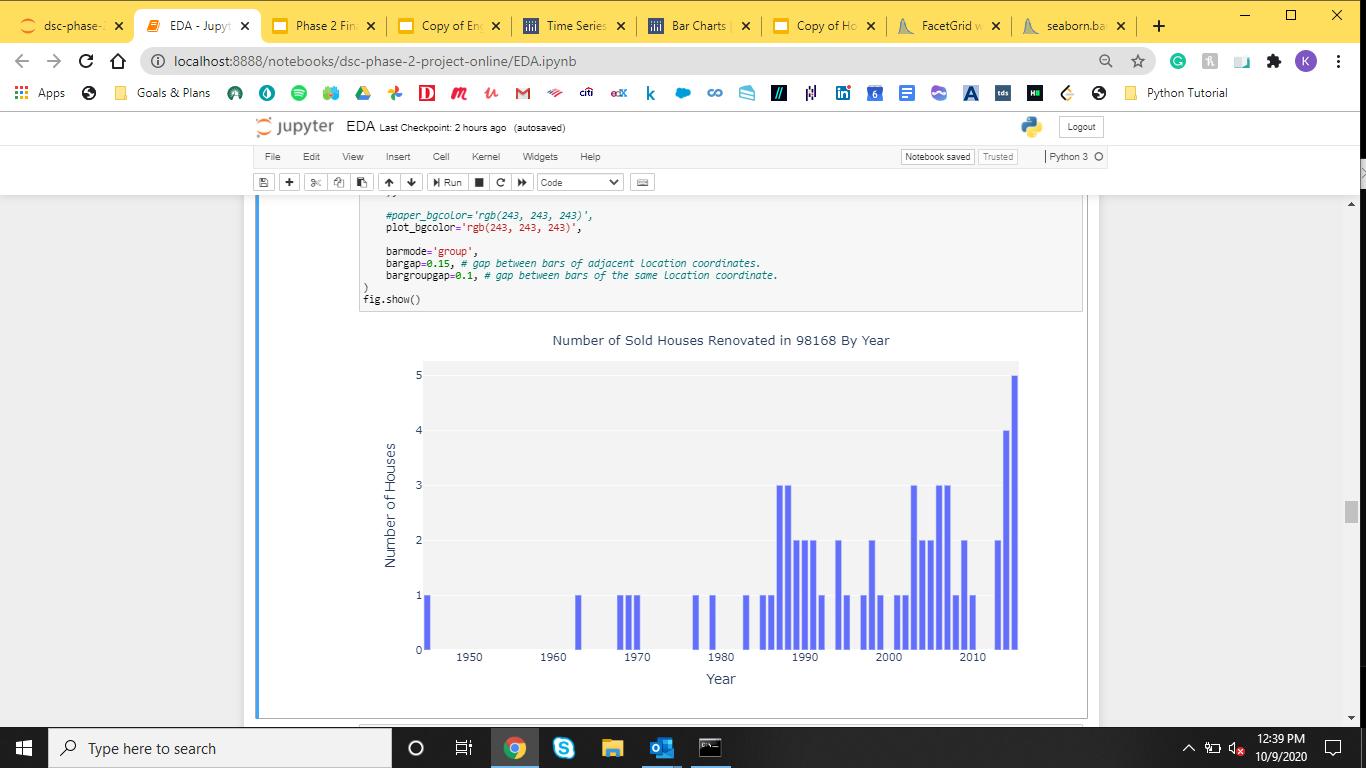 dsc-phase-2
EDA - Jupyt
Phase 2 Fin
Copy of Eng
Time Series
Bar Charts |
Copy of Ho
FacetGrid w
seaborn.ba
localhost:8888/notebooks/dsc-phase-2-project-online/EDA.ipynb
K
Apps
Goals & Plans
citi
edX
k
6
tds
Python Tutorial
jupyter EDA Last Checkpoint: 2 hours ago (autosaved)
Logout
File Edit View Insert Cell Kernel Widgets Help
Notebook saved Trusted Python 3
Run Code
#paper_bgcolor='rgb(243, 243, 243)',
plot_bgcolor='rgb(243, 243, 243)',
barmode='group',
bargap=0.15, # gap between bars of adjacent location coordinates.
bargroupgap=0.1, # gap between bars of the same location coordinate.
)
fig.show()
Number of Sold Houses Renovated in 98168 By Year
5
4
3
2
1
0
Number of Houses
1950 1960 1970 1980 1990 2000 2010
Year
Type here to search
12:39 PM
10/9/2020